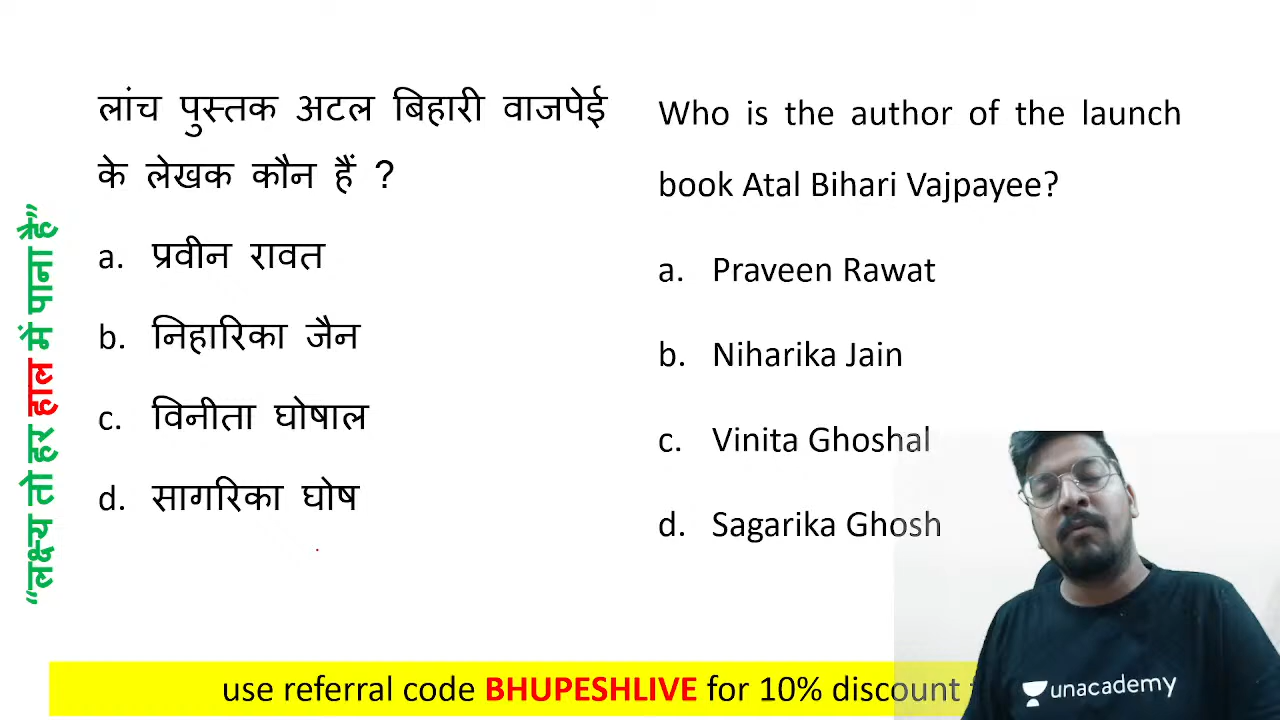 लांच पुस्तक अटल बिहारी वाजपेई
के लेखक कौन हैं ?
a. प्रवीन रावत
b. निहारिका जैन
c. विनीता घोषाल
d. सागरिका घोष
Who is the author of the launch
book Atal Bihari Vajpayee?
a. Praveen Rawat
b. Niharika Jain
c. Vinita Ghoshal
d. Sagarika Ghosh
“लक्ष्य तो हर हाल में पाना है”
use referral code BHUPESHLIVE for 10% discount
unacademy